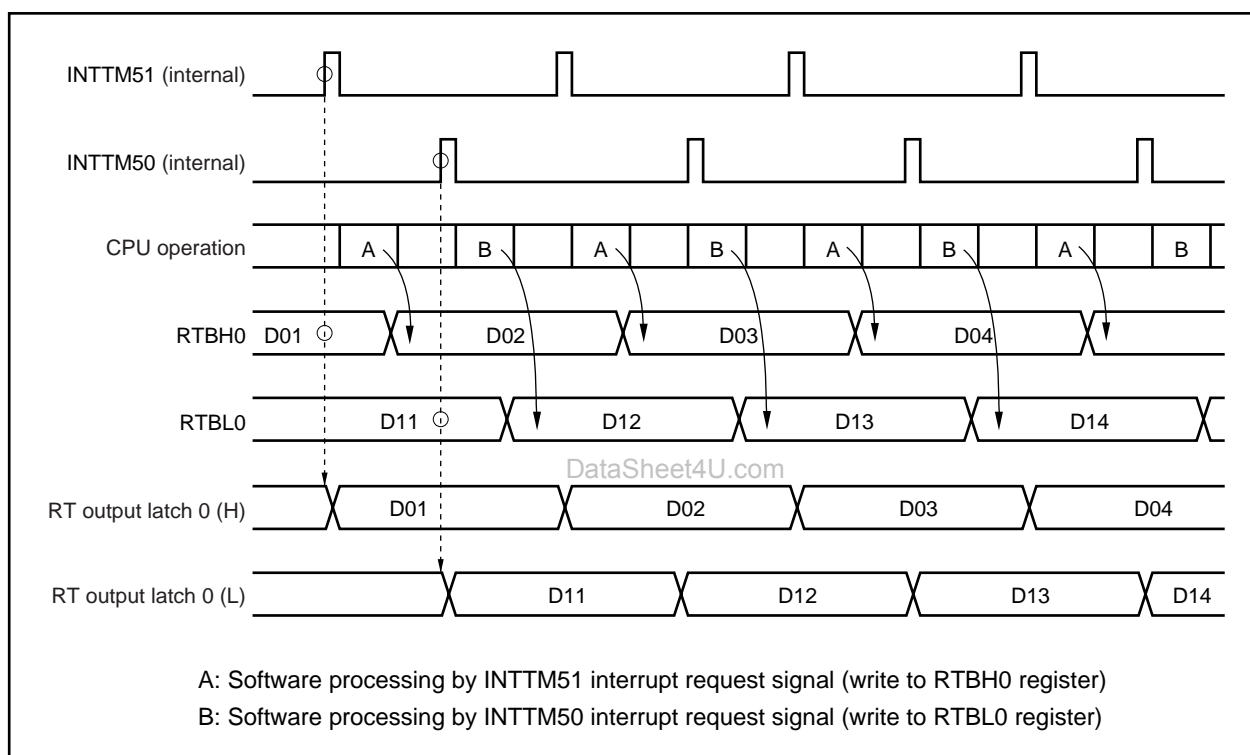 INTTM51 (internal)
INTTM50 (internal)
CPU operation A B A B A B A B
RTBH0 D01 D02 D03 D04
RTBL0 D11 D12 D13 D14
DataSheet4U.com
RT output latch 0 (H) D01 D02 D03 D04
RT output latch 0 (L) D11 D12 D13 D14
A: Software processing by INTTM51 interrupt request signal (write to RTBH0 register)
B: Software processing by INTTM50 interrupt request signal (write to RTBL0 register)